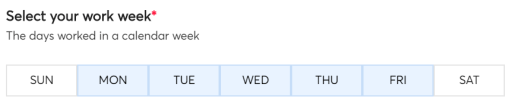 Select your work week*
The days worked in a calendar week
SUN MON TUE WED THU FRI SAT